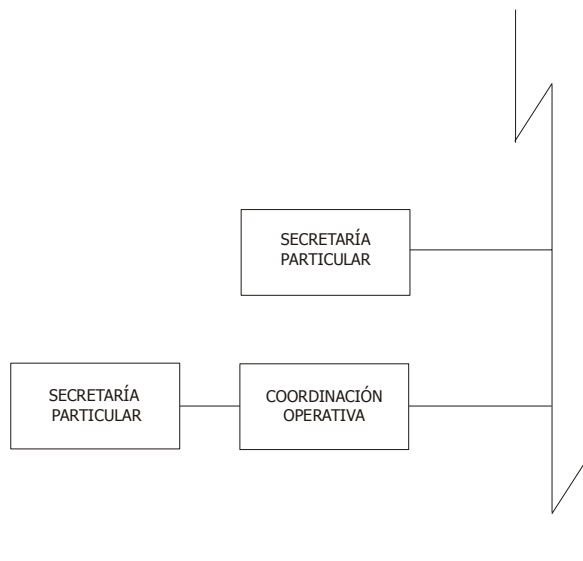 SECRETARÍA
PARTICULAR
SECRETARÍA
PARTICULAR
COORDINACIÓN
OPERATIVA